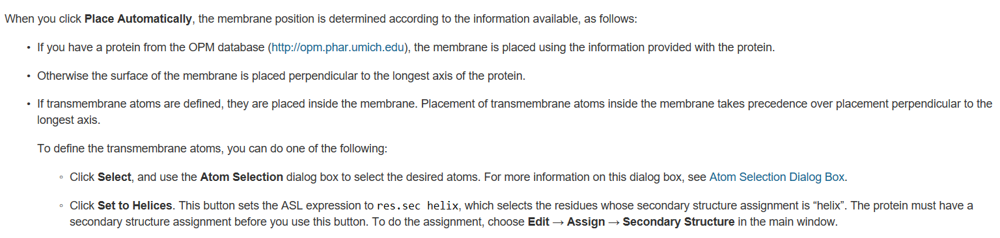 When you click Place Automatically, the membrane position is determined according to the information available, as follows:
• If you have a protein from the OPM database (http://opm.phar.umich.edu), the membrane is placed using the information provided with the protein.
• Otherwise the surface of the membrane is placed perpendicular to the longest axis of the protein.
• If transmembrane atoms are defined, they are placed inside the membrane. Placement of transmembrane atoms inside the membrane takes precedence over placement perpendicular to the
longest axis.
To define the transmembrane atoms, you can do one of the following:
◦ Click Select, and use the Atom Selection dialog box to select the desired atoms. For more information on this dialog box, see Atom Selection Dialog Box.
◦ Click Set to Helices. This button sets the ASL expression to res.sec helix, which selects the residues whose secondary structure assignment is “helix”. The protein must have a
secondary structure assignment before you use this button. To do the assignment, choose Edit → Assign → Secondary Structure in the main window.